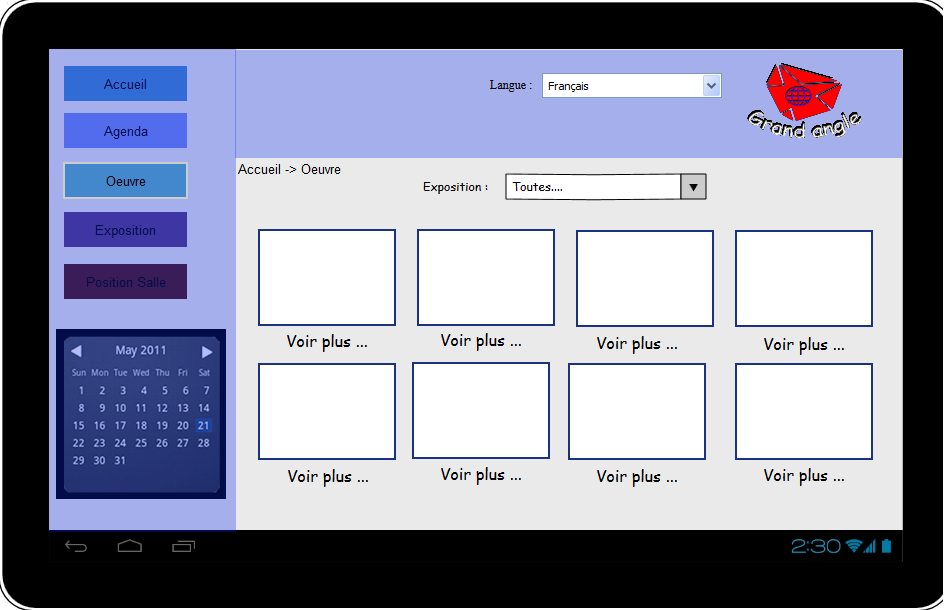 Accueil
Agenda
Oeuvre
Exposition
Position Salle
May 2011
Sun Mon Tue Wed Thu Fri Sat
1 2 3 4 5 6 7
8 9 10 11 12 13 14
15 16 17 18 19 20 21
22 23 24 25 26 27 28
29 30 31
Langue : Français
Grand angle
Accueil -> Oeuvre
Exposition : Toutes....
Voir plus ... Voir plus ... Voir plus ... Voir plus ...
Voir plus ... Voir plus ... Voir plus ... Voir plus ...
2:30